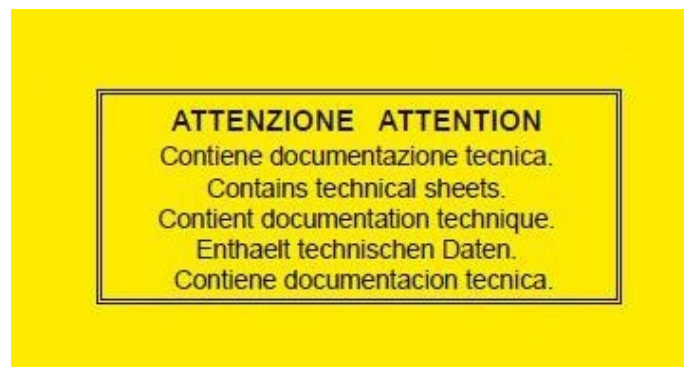 ATTENZIONE ATTENTION
Contiene documentazione tecnica.
Contains technical sheets.
Contient documentation technique.
Enthaelt technischen Daten.
Contiene documentacion tecnica.